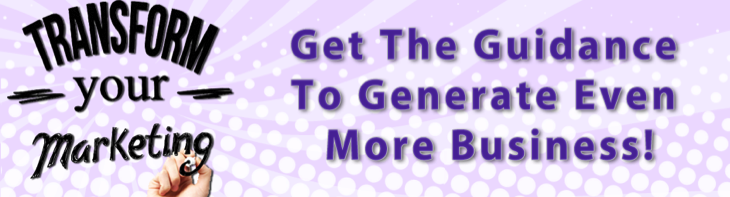 TRANSFORM
your
Marketing
Get The Guidance
To Generate Even
More Business!